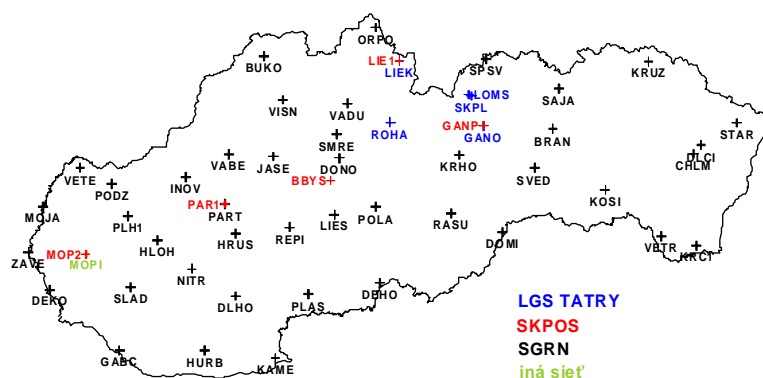 ORPO
BUKO
LIE1
LIEK
SPSV
KRUZ
VISN
VADU
LOMS
SKPL
SAJA
ROHA
GANP
GANO
BRAN
STAR
SMRE
VABE
JASE
DONO
KRHO
DLCI
CHLM
VETE
PODZ
INOV
BBYS
SVED
MOJA
PLH1
PAR1
PART
LIES
POLA
RASU
KOSI
HLOH
HRUS
REPI
DOMI
VETR
KRCI
ZAVE
MOP2
MOPI
NITR
DEKO
SLAD
DLHO
PLAS
DEHO
GABC
HURB
KAME
LGS TATRY
SKPOS
SGRN
iná sieť